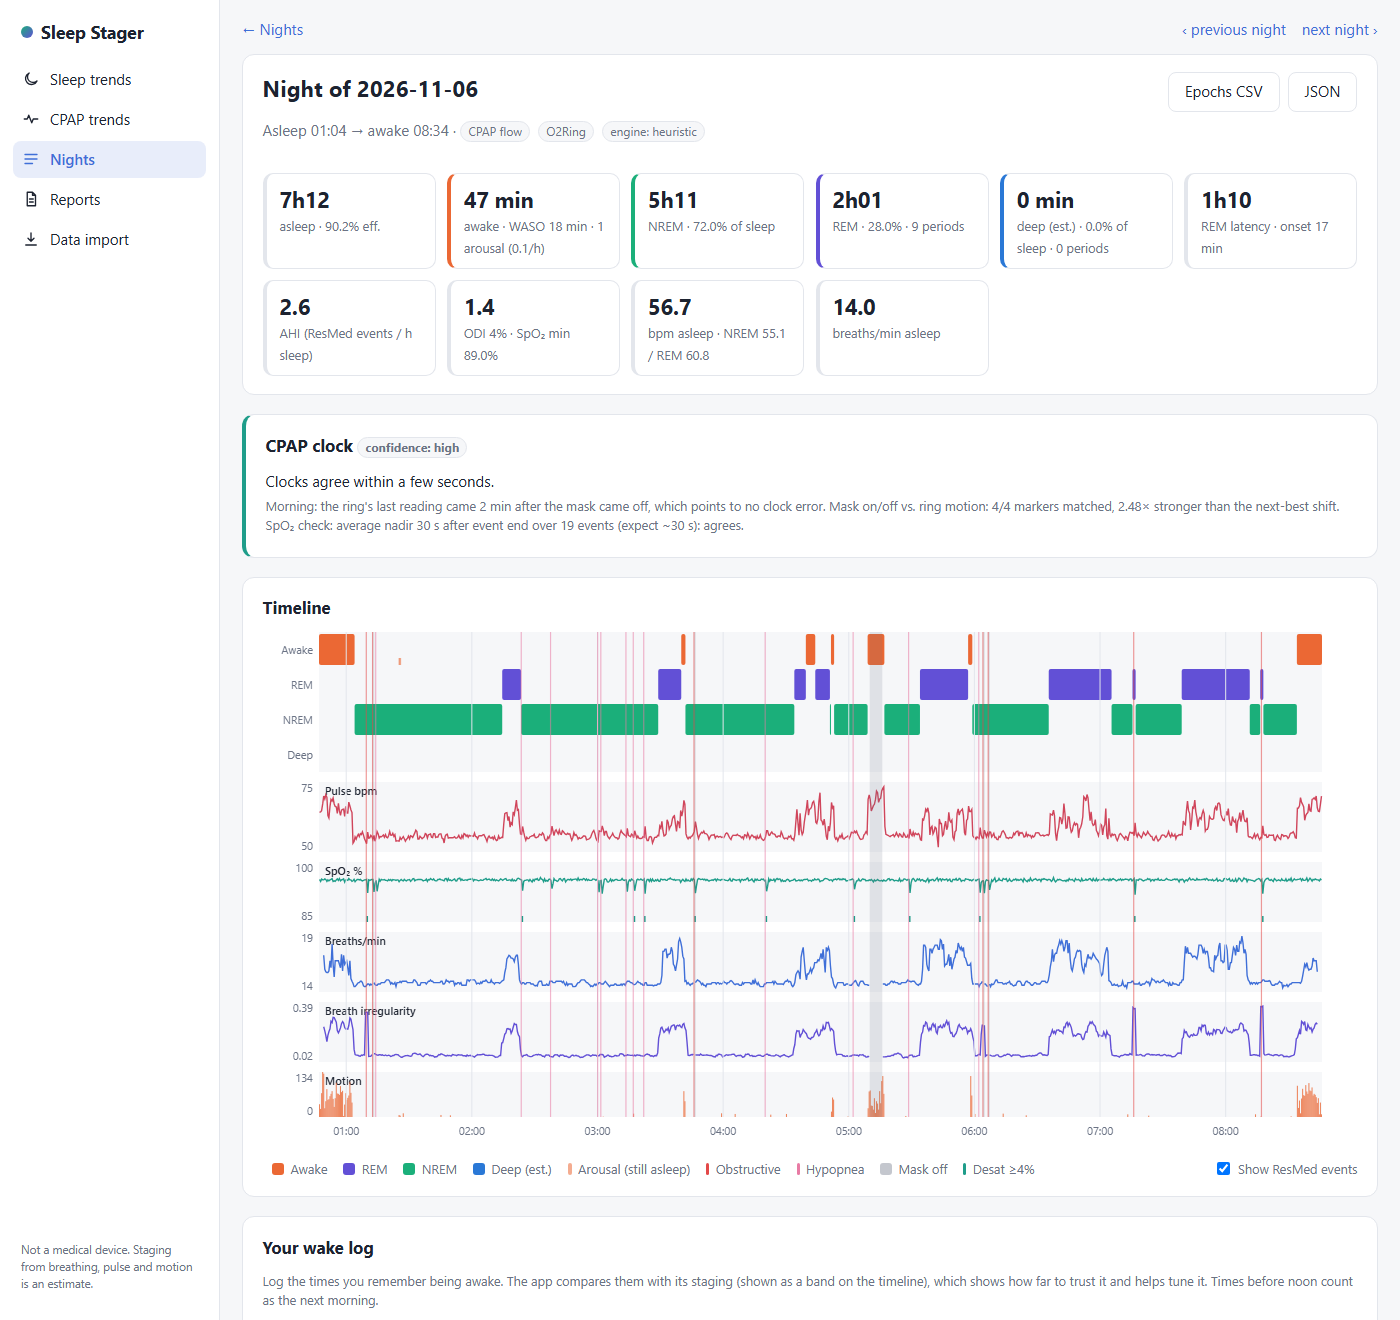 Sleep Stager
Sleep trends
CPAP trends
Nights
Reports
Data import
Not a medical device. Staging
from breathing, pulse and motion
is an estimate.
← Nights
‹ previous night next night ›
Night of 2026-11-06
Epochs CSV JSON
Asleep 01:04 → awake 08:34 · CPAP flow O2Ring engine: heuristic
7h12
asleep · 90.2% eff.
47 min
awake · WASO 18 min · 1
arousal (0.1/h)
5h11
NREM · 72.0% of sleep
2h01
REM · 28.0% · 9 periods
0 min
deep (est.) · 0.0% of
sleep · 0 periods
1h10
REM latency · onset 17
min
2.6
AHI (ResMed events / h
sleep)
1.4
ODI 4% · SpO₂ min
89.0%
56.7
bpm asleep · NREM 55.1
/ REM 60.8
14.0
breaths/min asleep
CPAP clock confidence: high
Clocks agree within a few seconds.
Morning: the ring's last reading came 2 min after the mask came off, which points to no clock error. Mask on/off vs. ring motion: 4/4 markers matched, 2.48× stronger than the next-best shift.
SpO₂ check: average nadir 30 s after event end over 19 events (expect ~30 s): agrees.
Timeline
Awake
REM
NREM
Deep
75
Pulse bpm
50
100
SpO₂ %
85
19
Breaths/min
14
0.39
Breath irregularity
0.02
134
Motion
0
01:00 02:00 03:00 04:00 05:00 06:00 07:00 08:00
Awake REM NREM Deep (est.) Arousal (still asleep) Obstructive Hypopnea Mask off Desat ≥4% Show ResMed events
Your wake log
Log the times you remember being awake. The app compares them with its staging (shown as a band on the timeline), which shows how far to trust it and helps tune it. Times before noon count
as the next morning.